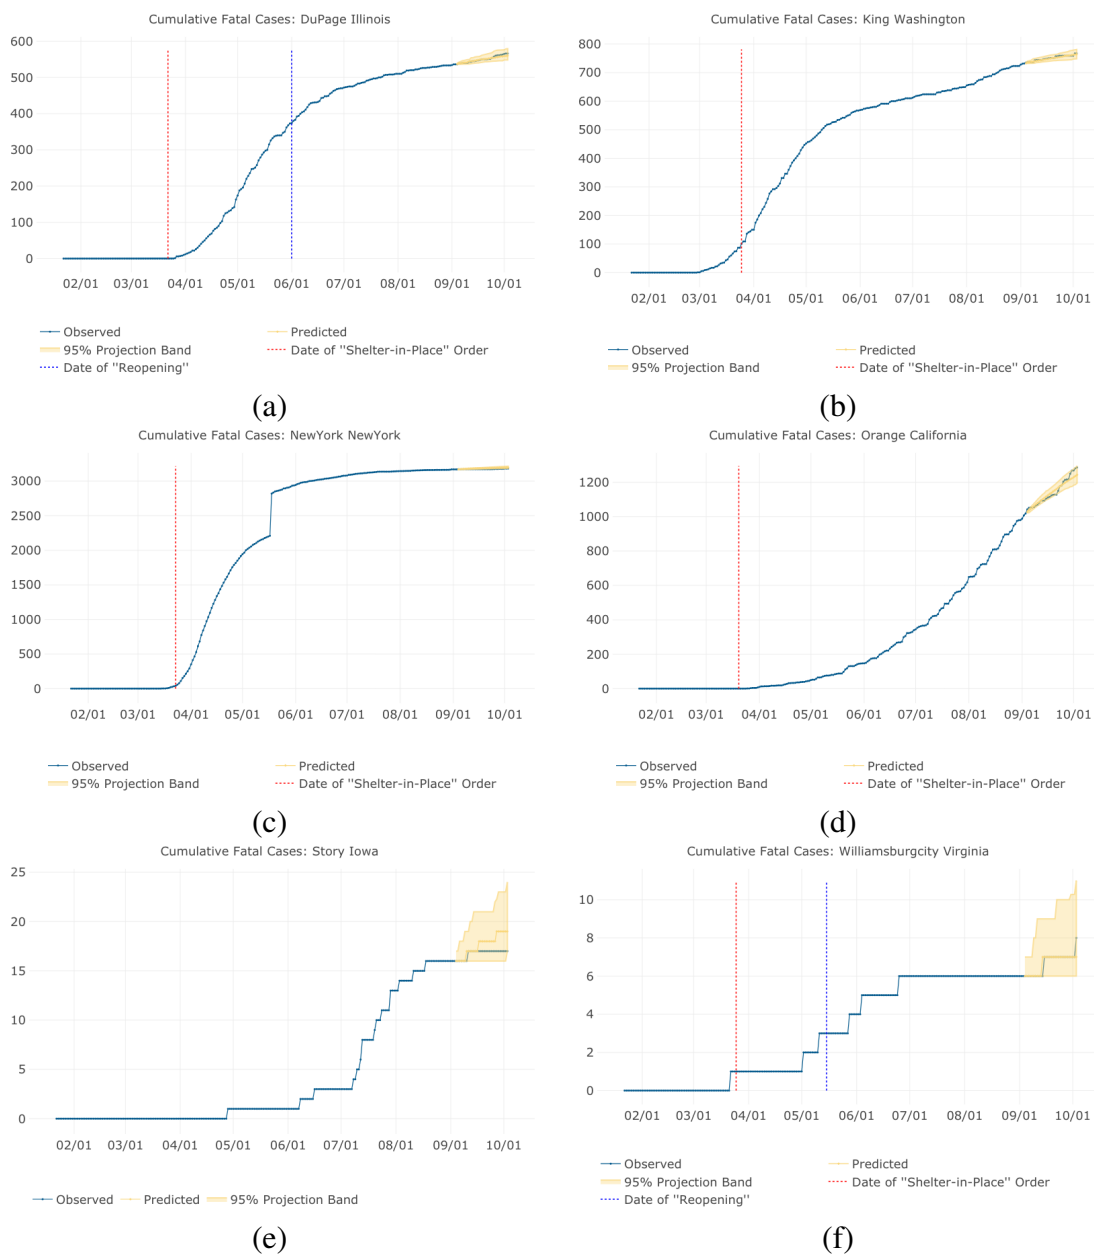 Cumulative Fatal Cases: DuPage Illinois
600
500
400
300
200
100
0
02/01 03/01 04/01 05/01 06/01 07/01 08/01 09/01 10/01
Observed Predicted
95% Projection Band Date of "Shelter-in-Place" Order
Date of "Reopening"
(a)
Cumulative Fatal Cases: King Washington
800
700
600
500
400
300
200
100
0
02/01 03/01 04/01 05/01 06/01 07/01 08/01 09/01 10/01
Observed Predicted
95% Projection Band Date of "Shelter-in-Place" Order
(b)
Cumulative Fatal Cases: NewYork NewYork
3000
2500
2000
1500
1000
500
0
02/01 03/01 04/01 05/01 06/01 07/01 08/01 09/01 10/01
Observed Predicted
95% Projection Band Date of "Shelter-in-Place" Order
(c)
Cumulative Fatal Cases: Orange California
1200
1000
800
600
400
200
0
02/01 03/01 04/01 05/01 06/01 07/01 08/01 09/01 10/01
Observed Predicted
95% Projection Band Date of "Shelter-in-Place" Order
(d)
Cumulative Fatal Cases: Story Iowa
25
20
15
10
5
0
02/01 03/01 04/01 05/01 06/01 07/01 08/01 09/01 10/01
Observed Predicted 95% Projection Band
(e)
Cumulative Fatal Cases: Williamsburgcity Virginia
10
8
6
4
2
0
02/01 03/01 04/01 05/01 06/01 07/01 08/01 09/01 10/01
Observed Predicted
95% Projection Band Date of "Shelter-in-Place" Order
Date of "Reopening"
(f)